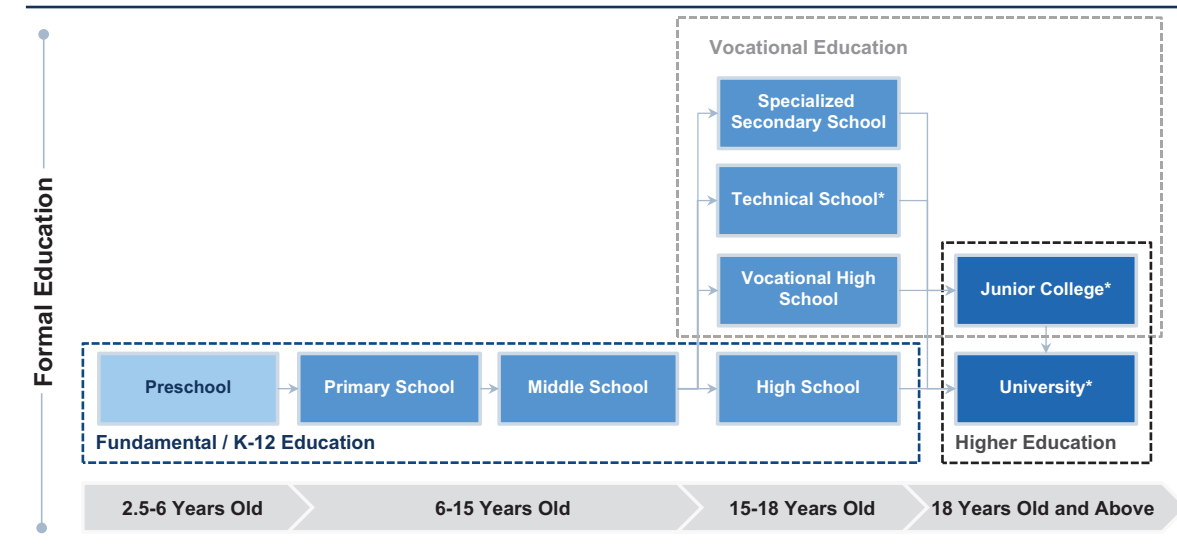 Formal Education
Vocational Education
Specialized
Secondary School
Technical School*
Vocational High
School
Junior College*
Preschool
Primary School
Middle School
High School
University*
Fundamental / K-12 Education
Higher Education
2.5-6 Years Old
6-15 Years Old
15-18 Years Old
18 Years Old and Above